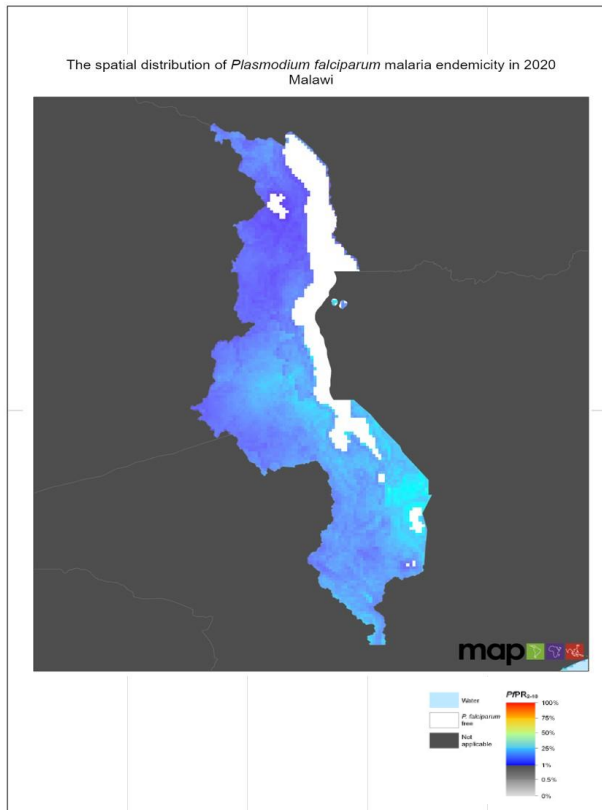 The spatial distribution of Plasmodium falciparum malaria endemicity in 2020
Malawi
map
Water
P. falciparum
free
Not
applicable
PfPR₂₋₁₀
100%
75%
50%
25%
1%
0.5%
0%